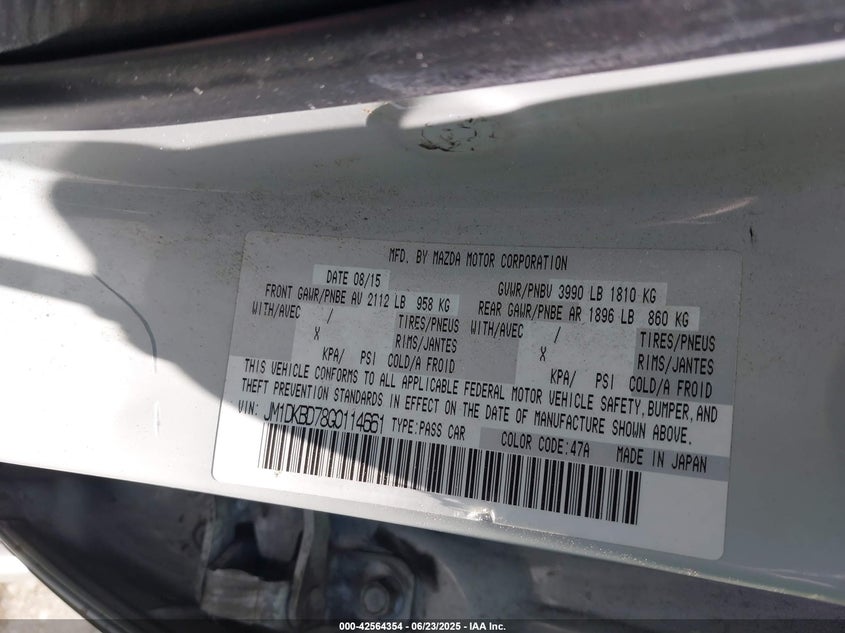 MFD. BY MAZDA MOTOR CORPORATION
DATE 08/15 GVWR/PNBV 3990 LB 1810 KG
FRONT GAWR/PNBE AV 2112 LB 958 KG REAR GAWR/PNBE AR 1896 LB 860 KG
WITH/AVEC / TIRES/PNEUS WITH/AVEC / TIRES/PNEUS
X RIMS/JANTES X RIMS/JANTES
KPA/ PSI COLD/A FROID KPA/ PSI COLD/A FROID
THIS VEHICLE CONFORMS TO ALL APPLICABLE FEDERAL MOTOR VEHICLE SAFETY, BUMPER, AND
THEFT PREVENTION STANDARDS IN EFFECT ON THE DATE OF MANUFACTURE SHOWN ABOVE.
VIN: JM1DKBD78G0114661 TYPE:PASS CAR COLOR CODE:47A MADE IN JAPAN
000-42564354 - 06/23/2025 - IAA Inc.